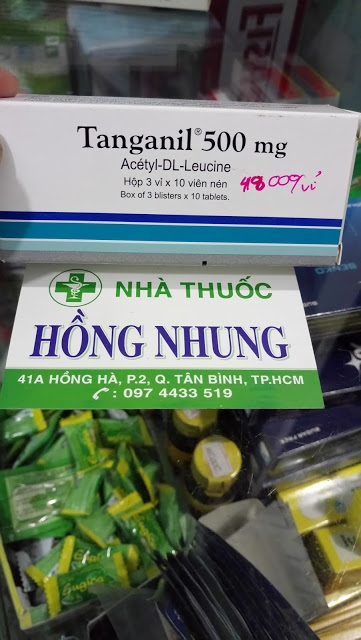 Tanganil® 500 mg
Acétyl-DL-Leucine
Hộp 3 vỉ x 10 viên nén
48 000/vỉ
Box of 3 blisters x 10 tablets.
NHÀ THUỐC
HỒNG NHUNG
41A HỒNG HÀ, P.2, Q. TÂN BÌNH, TP.HCM
: 097 4433 519
Gugica